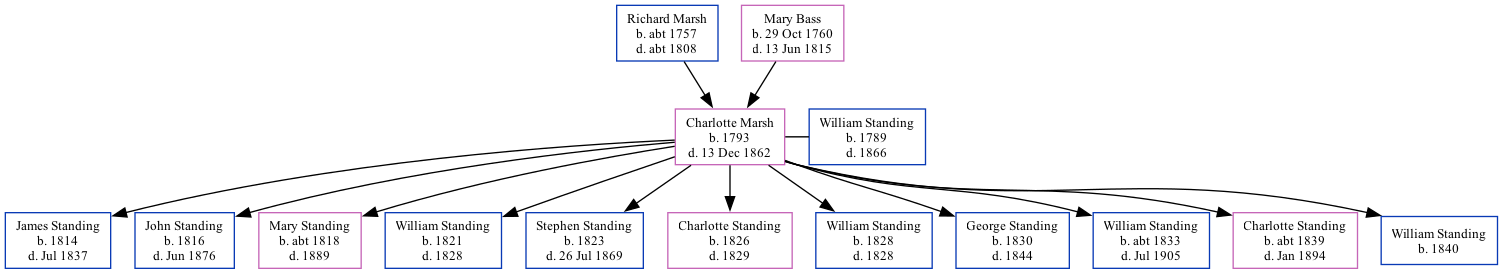 Richard Marsh
b. abt 1757
d. abt 1808
Mary Bass
b. 29 Oct 1760
d. 13 Jun 1815
Charlotte Marsh
b. 1793
d. 13 Dec 1862
William Standing
b. 1789
d. 1866
James Standing
b. 1814
d. Jul 1837
John Standing
b. 1816
d. Jun 1876
Mary Standing
b. abt 1818
d. 1889
William Standing
b. 1821
d. 1828
Stephen Standing
b. 1823
d. 26 Jul 1869
Charlotte Standing
b. 1826
d. 1829
William Standing
b. 1828
d. 1828
George Standing
b. 1830
d. 1844
William Standing
b. abt 1833
d. Jul 1905
Charlotte Standing
b. abt 1839
d. Jan 1894
William Standing
b. 1840